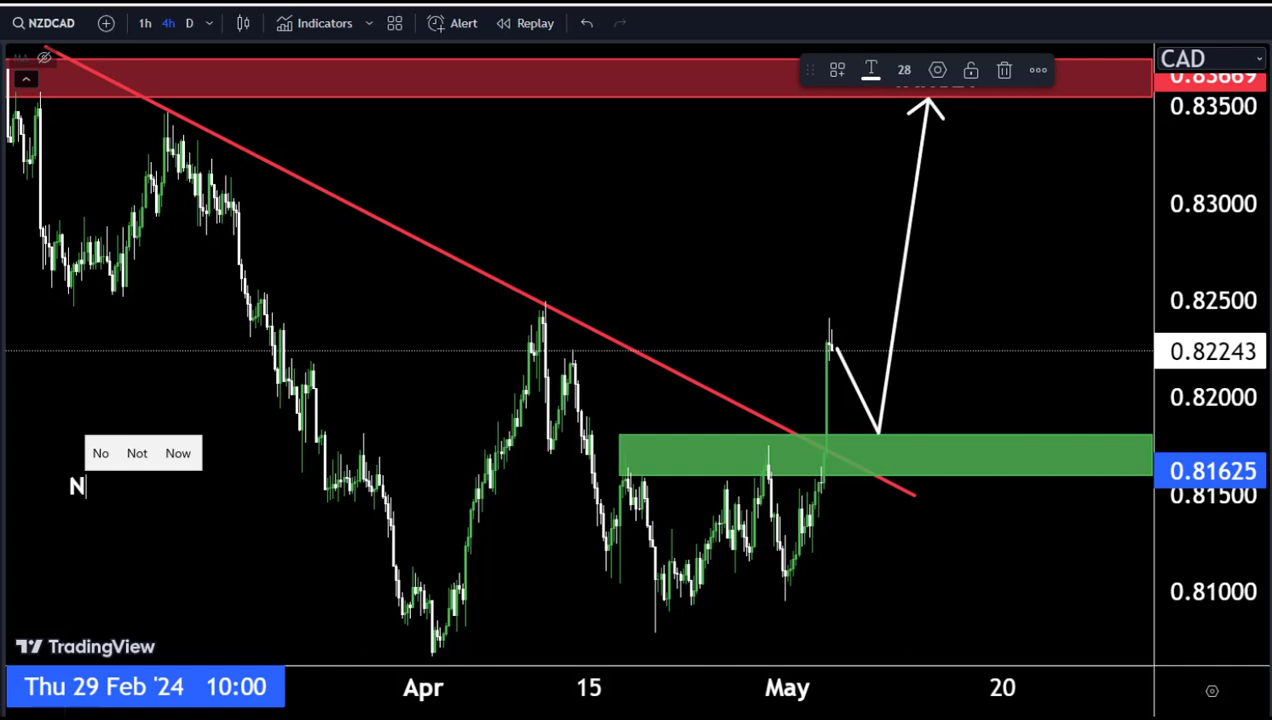 NZDCAD 1h 4h D Indicators Alert Replay
MA
T 28
CAD
0.83669
0.83500
0.83000
0.82500
0.82243
0.82000
0.81625
0.81500
0.81000
No Not Now
N
TradingView
Thu 29 Feb '24 10:00 Apr 15 May 20